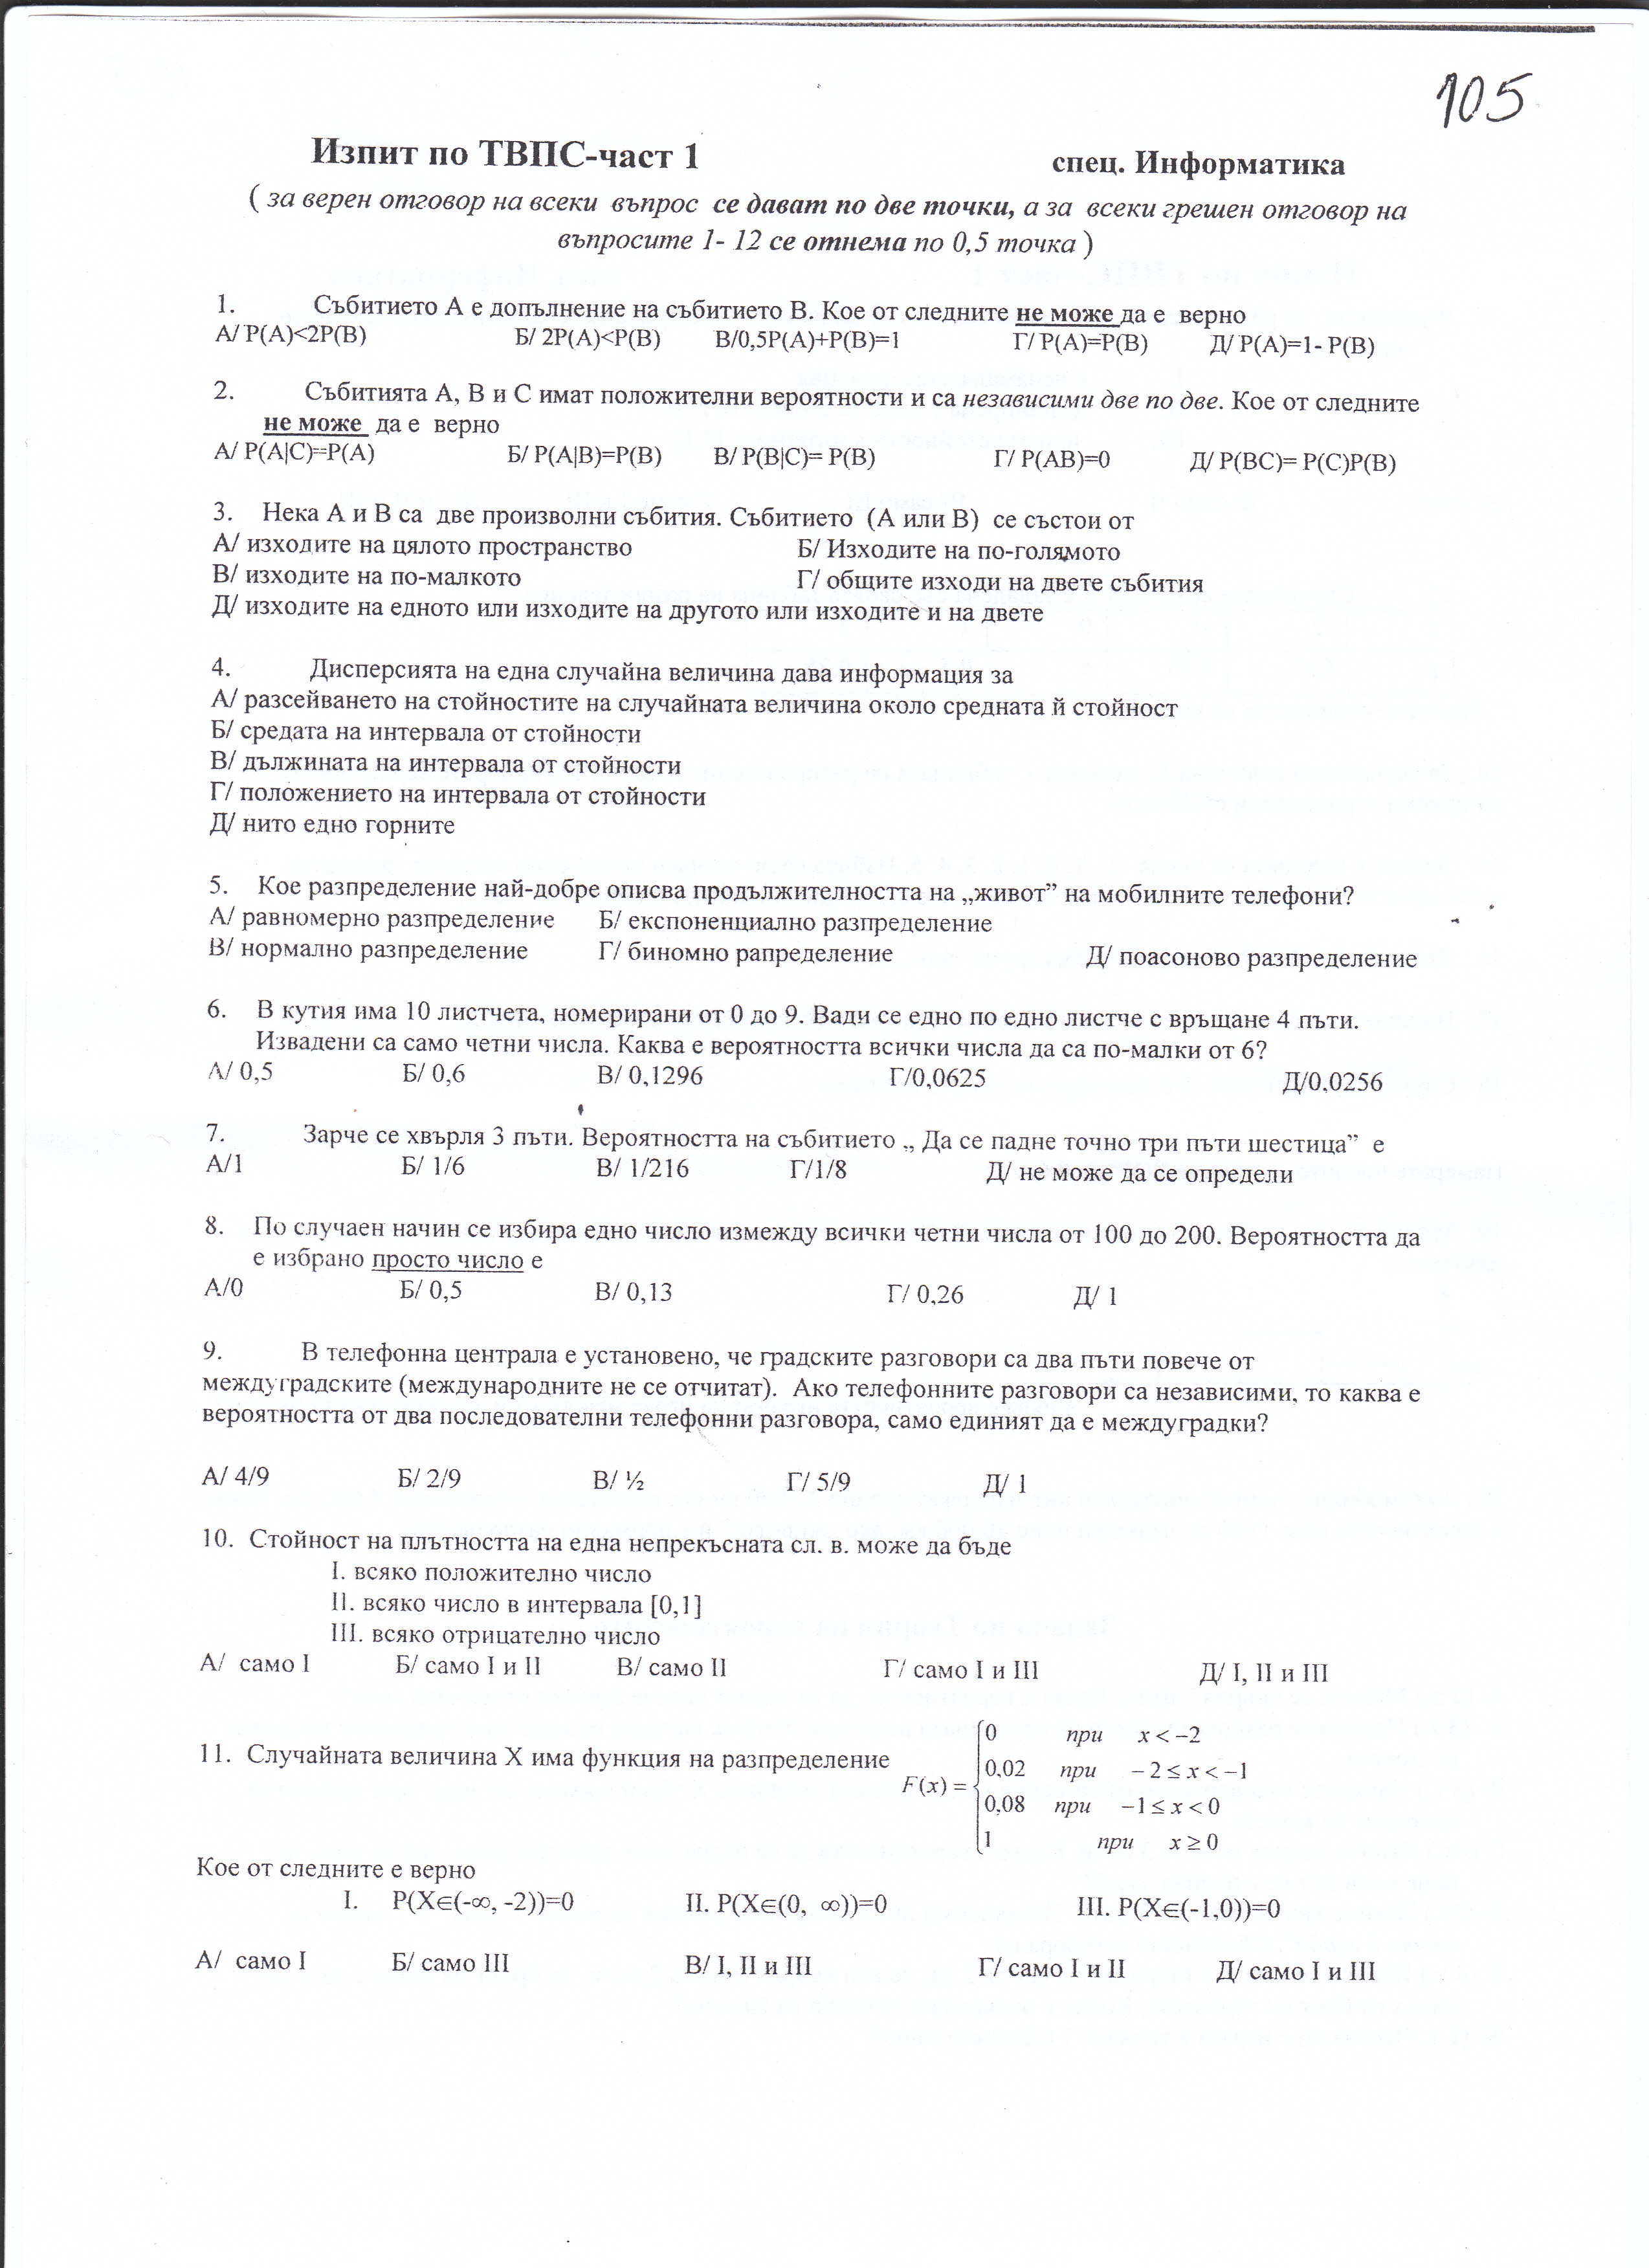 105
Изпит по ТВПС-част 1 спец. Информатика
( за верен отговор на всеки въпрос се дават по две точки, а за всеки грешен отговор на
въпросите 1- 12 се отнема по 0,5 точка )
1. Събитието А е допълнение на събитието В. Кое от следните не може да е верно
А/ P(A)<2P(B) Б/ 2P(A)<P(B) В/0,5P(A)+P(B)=1 Г/ P(A)=P(B) Д/ P(A)=1- P(B)
2. Събитията А, В и С имат положителни вероятности и са независими две по две. Кое от следните
не може да е верно
А/ P(A|C)=P(A) Б/ P(A|B)=P(B) В/ P(B|C)= P(B) Г/ P(AB)=0 Д/ P(BC)= P(C)P(B)
3. Нека А и В са две произволни събития. Събитието (А или В) се състои от
А/ изходите на цялото пространство Б/ Изходите на по-голямото
В/ изходите на по-малкото Г/ общите изходи на двете събития
Д/ изходите на едното или изходите на другото или изходите и на двете
4. Дисперсията на една случайна величина дава информация за
А/ разсейването на стойностите на случайната величина около средната й стойност
Б/ средата на интервала от стойности
В/ дължината на интервала от стойности
Г/ положението на интервала от стойности
Д/ нито едно горните
5. Кое разпределение най-добре описва продължителността на „живот” на мобилните телефони?
А/ равномерно разпределение Б/ експоненциално разпределение
В/ нормално разпределение Г/ биномно рапределение Д/ поасоново разпределение
6. В кутия има 10 листчета, номерирани от 0 до 9. Вади се едно по едно листче с връщане 4 пъти.
Извадени са само четни числа. Каква е вероятността всички числа да са по-малки от 6?
А/ 0,5 Б/ 0,6 В/ 0,1296 Г/0,0625 Д/0,0256
7. Зарче се хвърля 3 пъти. Вероятността на събитието „ Да се падне точно три пъти шестица” е
А/1 Б/ 1/6 В/ 1/216 Г/1/8 Д/ не може да се определи
8. По случаен начин се избира едно число измежду всички четни числа от 100 до 200. Вероятността да
е избрано просто число е
А/0 Б/ 0,5 В/ 0,13 Г/ 0,26 Д/ 1
9. В телефонна централа е установено, че градските разговори са два пъти повече от
междуградските (международните не се отчитат). Ако телефонните разговори са независими, то каква е
вероятността от два последователни телефонни разговора, само единият да е междуградки?
А/ 4/9 Б/ 2/9 В/ ½ Г/ 5/9 Д/ 1
10. Стойност на плътността на една непрекъсната сл. в. може да бъде
I. всяко положително число
II. всяко число в интервала [0,1]
III. всяко отрицателно число
А/ само I Б/ само I и II В/ само II Г/ само I и III Д/ I, II и III
11. Случайната величина X има функция на разпределение
F(x) =
0 при x < −2
0,02 при − 2 ≤ x < −1
0,08 при −1 ≤ x < 0
1 при x ≥ 0
Кое от следните е верно
I. P(X∈(-∞, -2))=0 II. P(X∈(0, ∞))=0 III. P(X∈(-1,0))=0
А/ само I Б/ само III В/ I, II и III Г/ само I и II Д/ само I и III